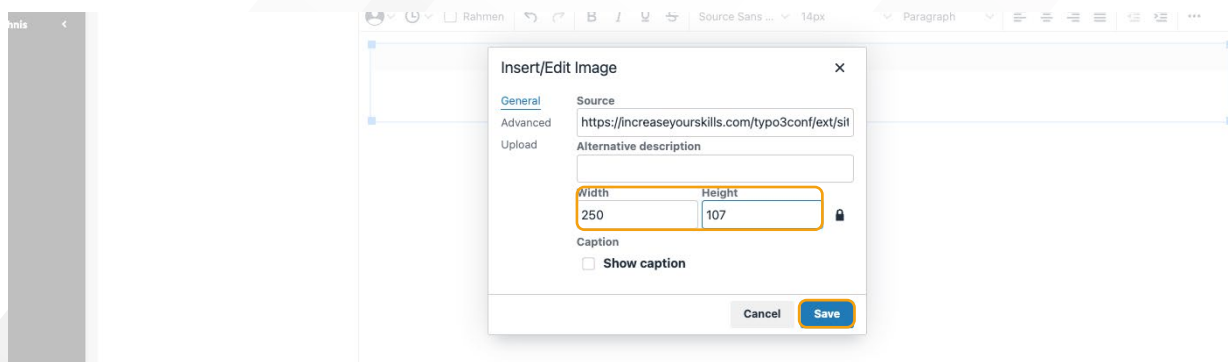 hnis
Rahmen B I U S Source Sans ... 14px Paragraph
Insert/Edit Image
General
Advanced
Upload
Source
https://increaseyourskills.com/typo3conf/ext/sit
Alternative description
Width Height
250 107
Caption
Show caption
Cancel Save